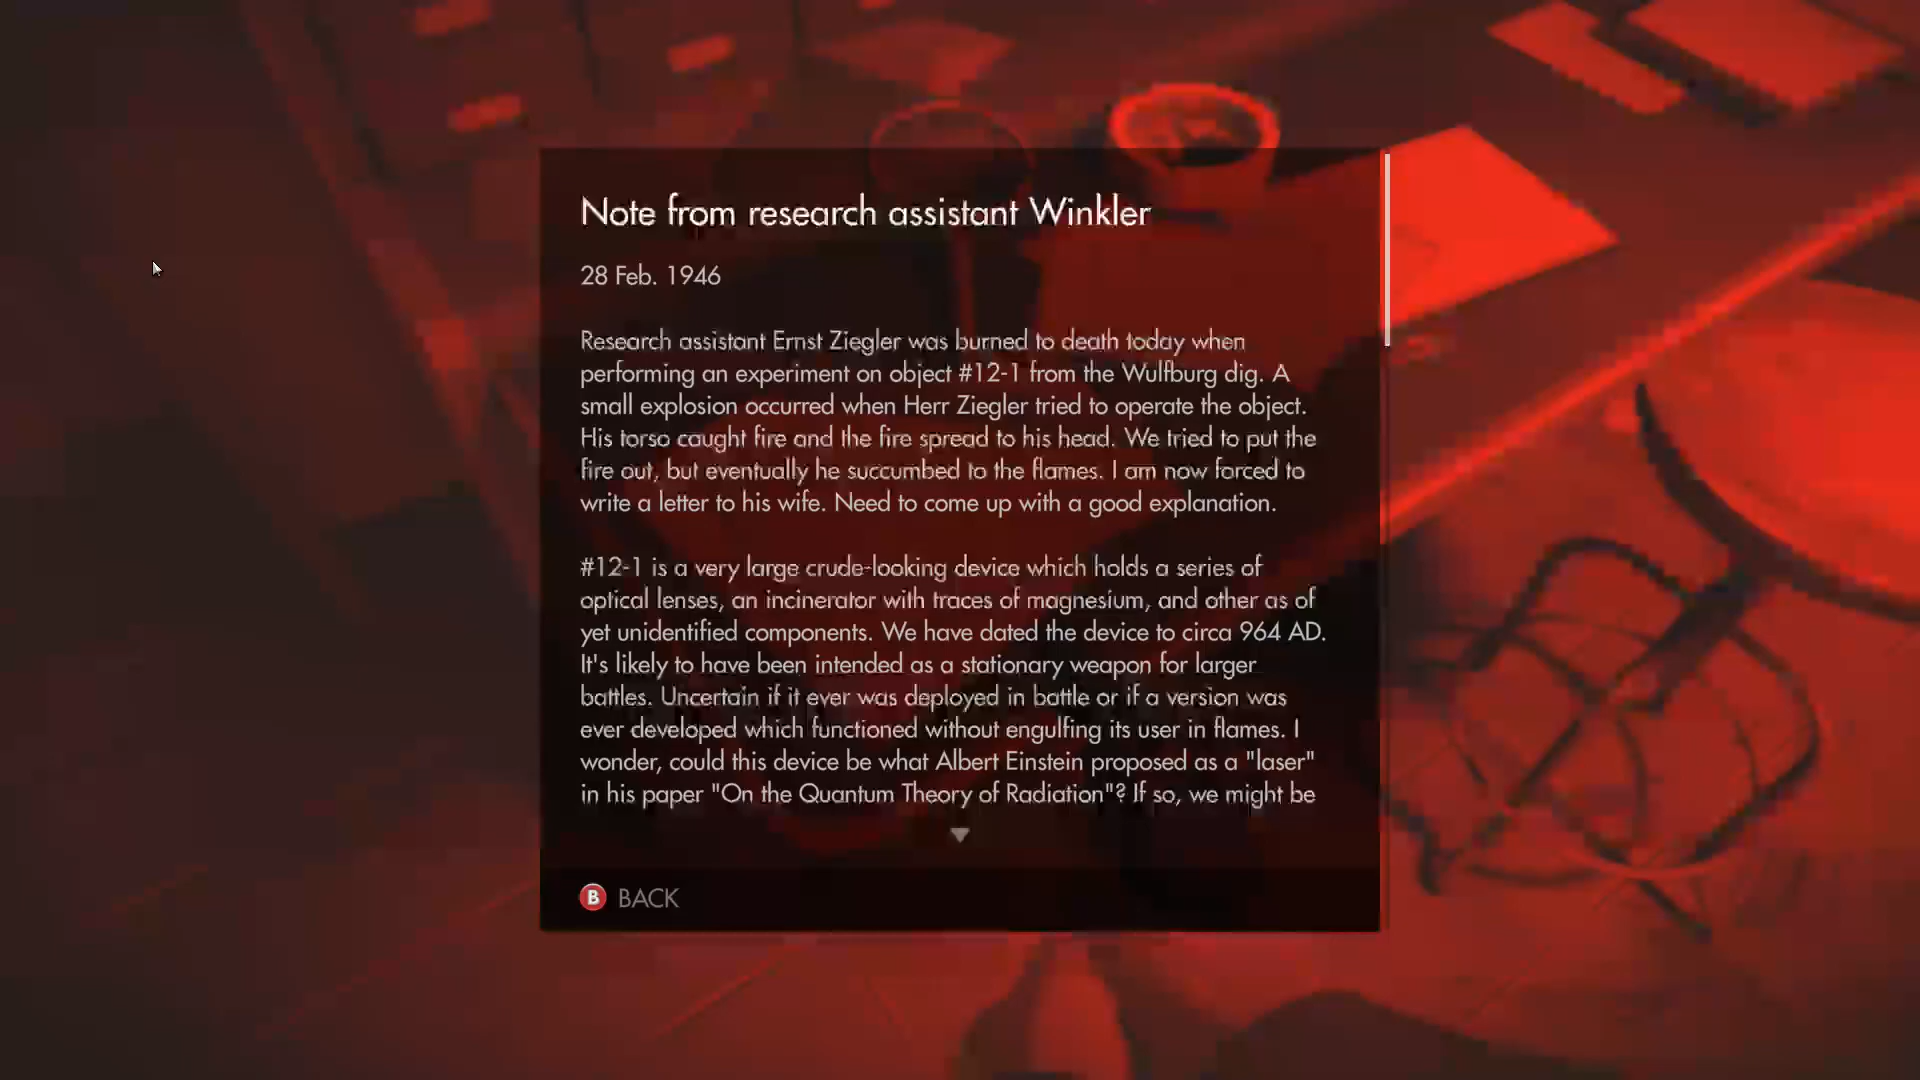 Note from research assistant Winkler
28 Feb. 1946
Research assistant Ernst Ziegler was burned to death today when
performing an experiment on object #12-1 from the Wulfburg dig. A
small explosion occurred when Herr Ziegler tried to operate the object.
His torso caught fire and the fire spread to his head. We tried to put the
fire out, but eventually he succumbed to the flames. I am now forced to
write a letter to his wife. Need to come up with a good explanation.
#12-1 is a very large crude-looking device which holds a series of
optical lenses, an incinerator with traces of magnesium, and other as of
yet unidentified components. We have dated the device to circa 964 AD.
It's likely to have been intended as a stationary weapon for larger
battles. Uncertain if it ever was deployed in battle or if a version was
ever developed which functioned without engulfing its user in flames. I
wonder, could this device be what Albert Einstein proposed as a "laser"
in his paper "On the Quantum Theory of Radiation"? If so, we might be
B BACK